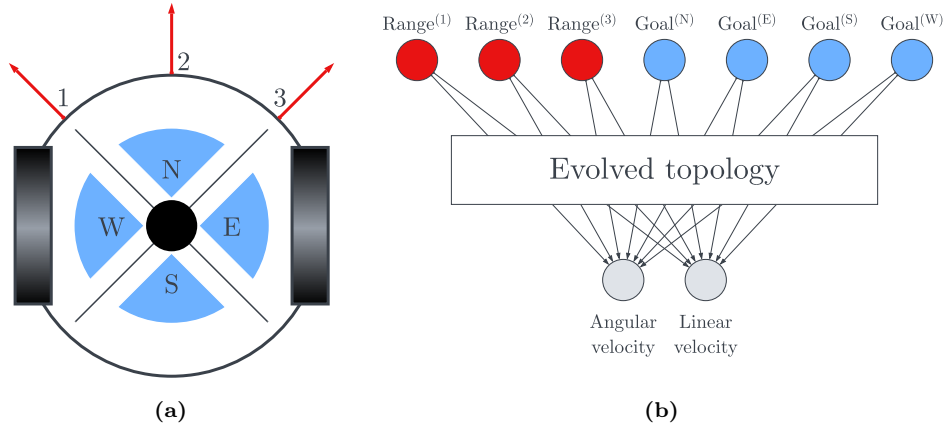 1
2
3
N
W
E
S
(a)
Range(1) Range(2) Range(3) Goal(N) Goal(E) Goal(S) Goal(W)
Evolved topology
Angular velocity
Linear velocity
(b)